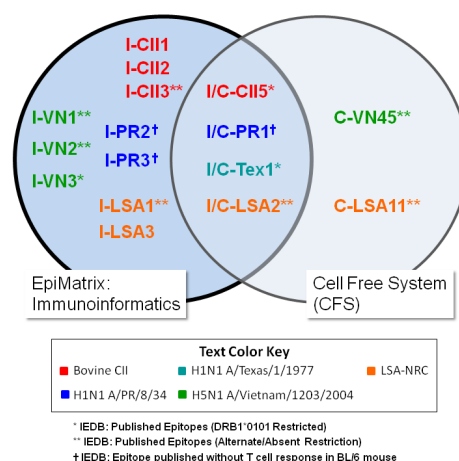 I-CII1
I-CII2
I-CII3**
I/C-CII5*
I-VN1**
I-VN2**
I-VN3*
I-PR2†
I-PR3†
I/C-PR1†
I/C-Tex1*
C-VN45**
I-LSA1**
I-LSA3
I/C-LSA2**
C-LSA11**
EpiMatrix:
Immunoinformatics
Cell Free System
(CFS)
Text Color Key
Bovine CII
H1N1 A/Texas/1/1977
LSA-NRC
H1N1 A/PR/8/34
H5N1 A/Vietnam/1203/2004
* IEDB: Published Epitopes (DRB1*0101 Restricted)
** IEDB: Published Epitopes (Alternate/Absent Restriction)
† IEDB: Epitope published without T cell response in BL/6 mouse